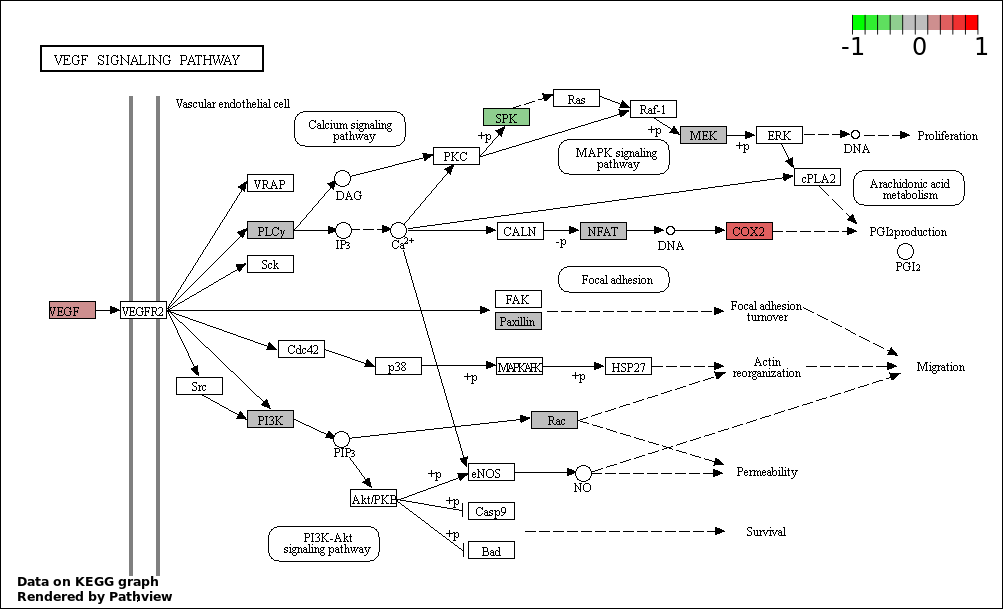 -1 0 1
VEGF SIGNALING PATHWAY
Vascular endothelial cell
Calcium signaling
pathway
SPK
+p
Ras
Raf-1
+p
MEK
+p
ERK
DNA
Proliferation
PKC
MAPK signaling
pathway
cPLA2
Arachidonic acid
metabolism
VRAP
DAG
PLCγ
IP3
Ca2+
CALN
-p
NFAT
DNA
COX2
PGI2production
PGI2
Sck
Focal adhesion
VEGF
VEGFR2
FAK
Paxillin
Focal adhesion
turnover
Cdc42
p38
+p
MAPKAPK
+p
HSP27
Actin
reorganization
Migration
Src
PI3K
Rac
PIP3
+p
eNOS
NO
Permeability
Akt/PKB
+p
Casp9
+p
Bad
Survival
PI3K-Akt
signaling pathway
Data on KEGG graph
Rendered by Pathview